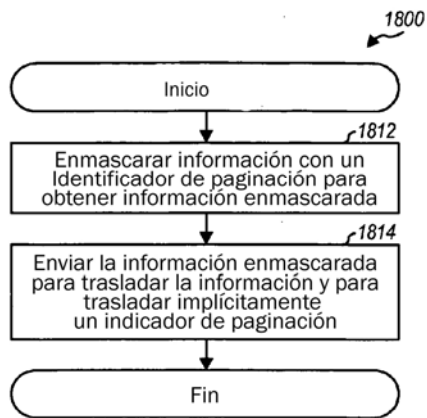 1800
Inicio
1812
Enmascarar información con un
Identificador de paginación para
obtener información enmascarada
1814
Enviar la información enmascarada
para trasladar la información y para
trasladar implícitamente
un indicador de paginación
Fin